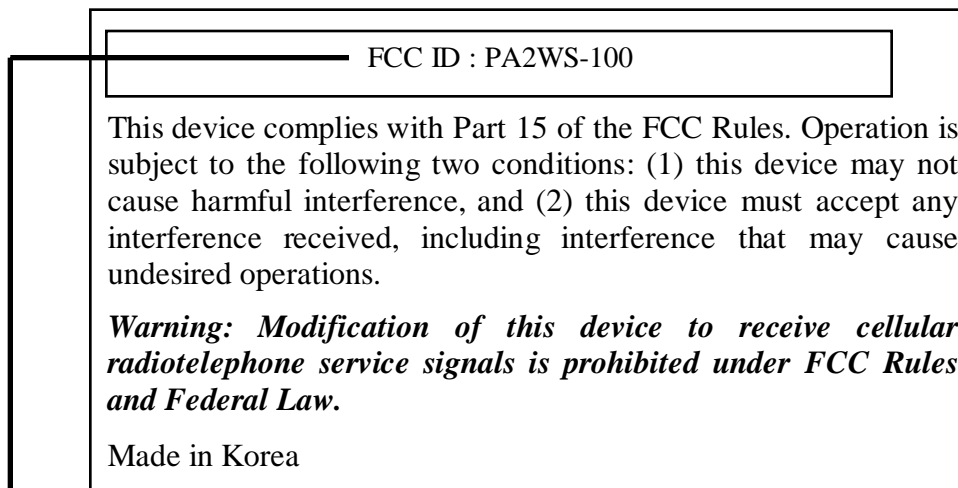 FCC ID : PA2WS-100
This device complies with Part 15 of the FCC Rules. Operation is
subject to the following two conditions: (1) this device may not
cause harmful interference, and (2) this device must accept any
interference received, including interference that may cause
undesired operations.
Warning: Modification of this device to receive cellular
radiotelephone service signals is prohibited under FCC Rules
and Federal Law.
Made in Korea